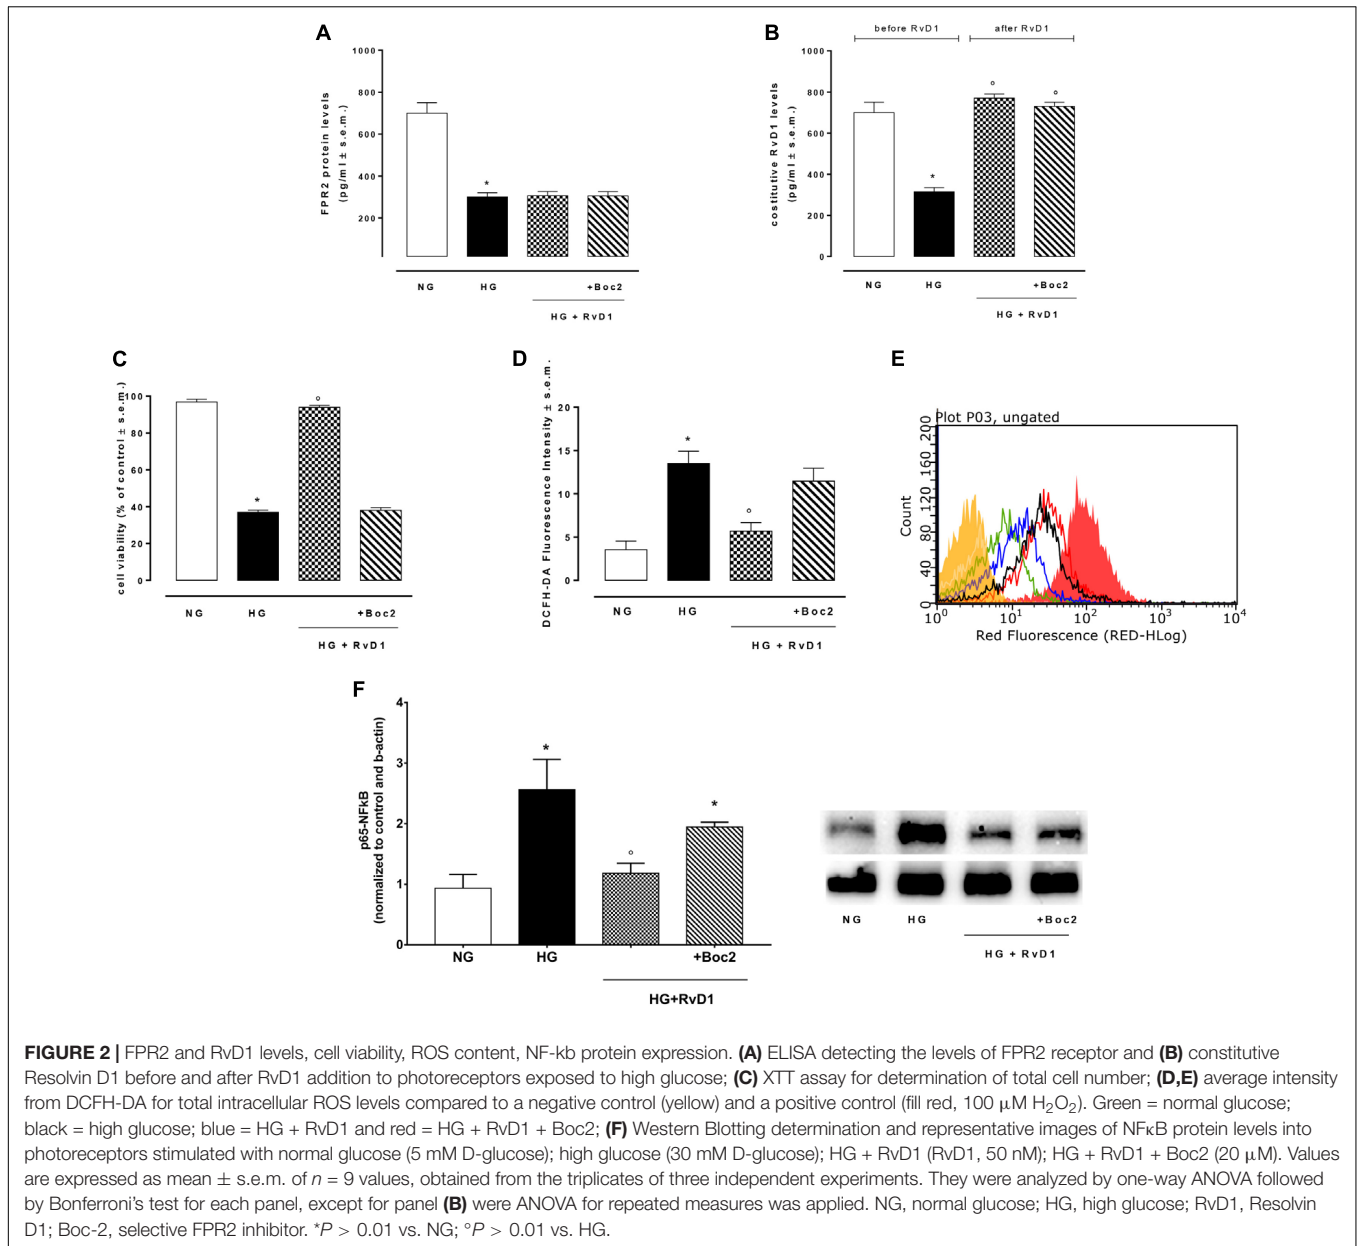 A
FPR2 protein levels
(pg/ml ± s.e.m.)
1000
800
600
400
200
*
NG
HG
+Boc2
HG + RvD1
B
before RvD1
after RvD1
costitutive RvD1 levels
(pg/ml ± s.e.m.)
1000
800
600
400
200
0
*
°
°
NG
HG
+Boc2
HG + RvD1
C
cell viability (% of control ± s.e.m.)
100
80
60
40
20
0
*
°
NG
HG
+Boc2
HG + RvD1
D
DCFH-DA Fluorescence Intensity ± s.e.m.
20
15
10
5
0
*
°
NG
HG
+Boc2
HG + RvD1
E
Plot P03, ungated
Count
200
160
120
80
40
0
10⁰
10¹
10²
10³
10⁴
Red Fluorescence (RED-HLog)
F
p65-NFkB
(normalized to control and b-actin)
4
3
2
1
0
*
°
*
NG
HG
+Boc2
HG+RvD1
NG
HG
+Boc2
HG + RvD1
FIGURE 2 | FPR2 and RvD1 levels, cell viability, ROS content, NF-kb protein expression. (A) ELISA detecting the levels of FPR2 receptor and (B) constitutive
Resolvin D1 before and after RvD1 addition to photoreceptors exposed to high glucose; (C) XTT assay for determination of total cell number; (D,E) average intensity
from DCFH-DA for total intracellular ROS levels compared to a negative control (yellow) and a positive control (fill red, 100 μM H₂O₂). Green = normal glucose;
black = high glucose; blue = HG + RvD1 and red = HG + RvD1 + Boc2; (F) Western Blotting determination and representative images of NFκB protein levels into
photoreceptors stimulated with normal glucose (5 mM D-glucose); high glucose (30 mM D-glucose); HG + RvD1 (RvD1, 50 nM); HG + RvD1 + Boc2 (20 μM). Values
are expressed as mean ± s.e.m. of n = 9 values, obtained from the triplicates of three independent experiments. They were analyzed by one-way ANOVA followed
by Bonferroni's test for each panel, except for panel (B) were ANOVA for repeated measures was applied. NG, normal glucose; HG, high glucose; RvD1, Resolvin
D1; Boc-2, selective FPR2 inhibitor. *P > 0.01 vs. NG; °P > 0.01 vs. HG.